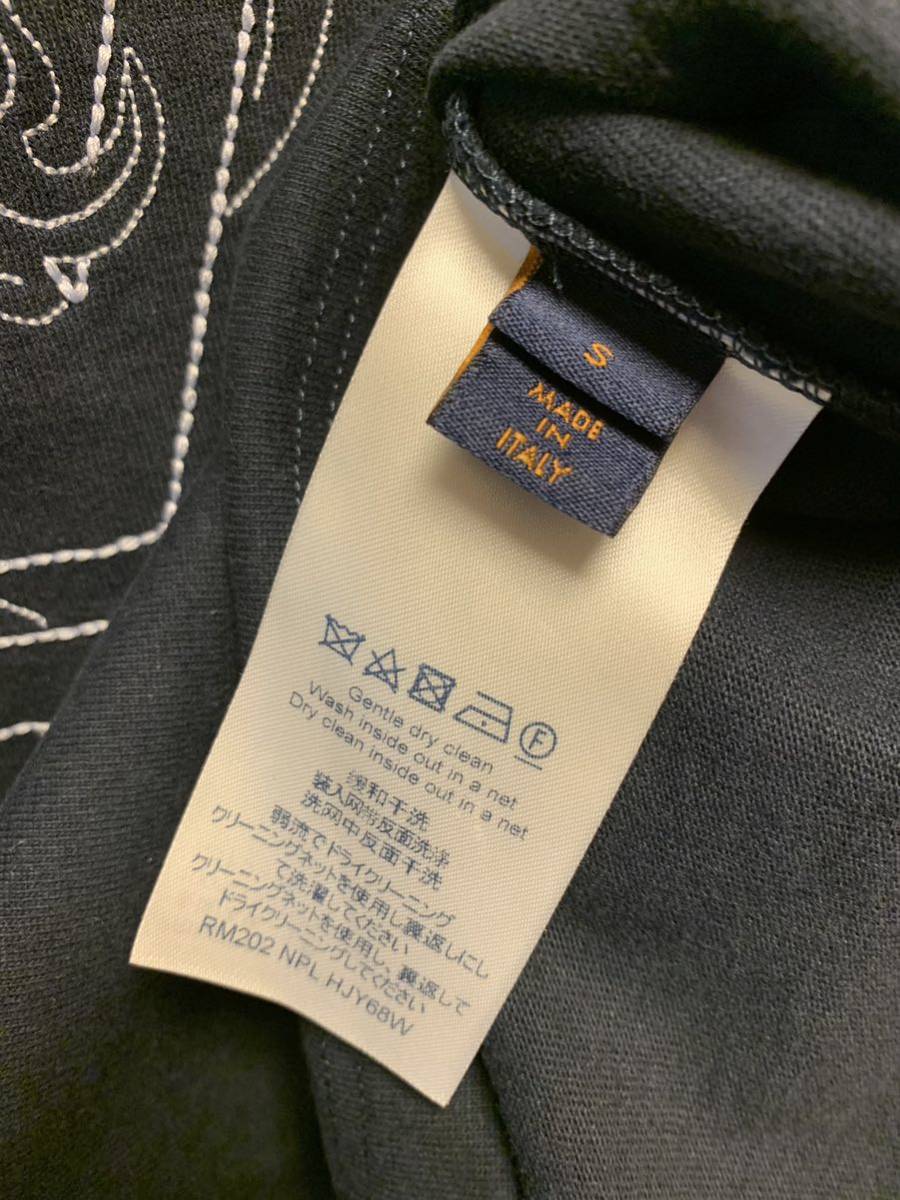 S
MADE
IN
ITALY
F
Gentle dry clean
Wash inside out in a net
Dry clean inside out in a net
缓和干洗
装入网带反面洗涤
洗网中反面干洗
弱流でドライクリーニング
クリーニングネットを使用し裏返しにし
て洗濯してください
クリーニングネットを使用し、裏返して
ドライクリーニングしてください
RM202 NPL HJY68W